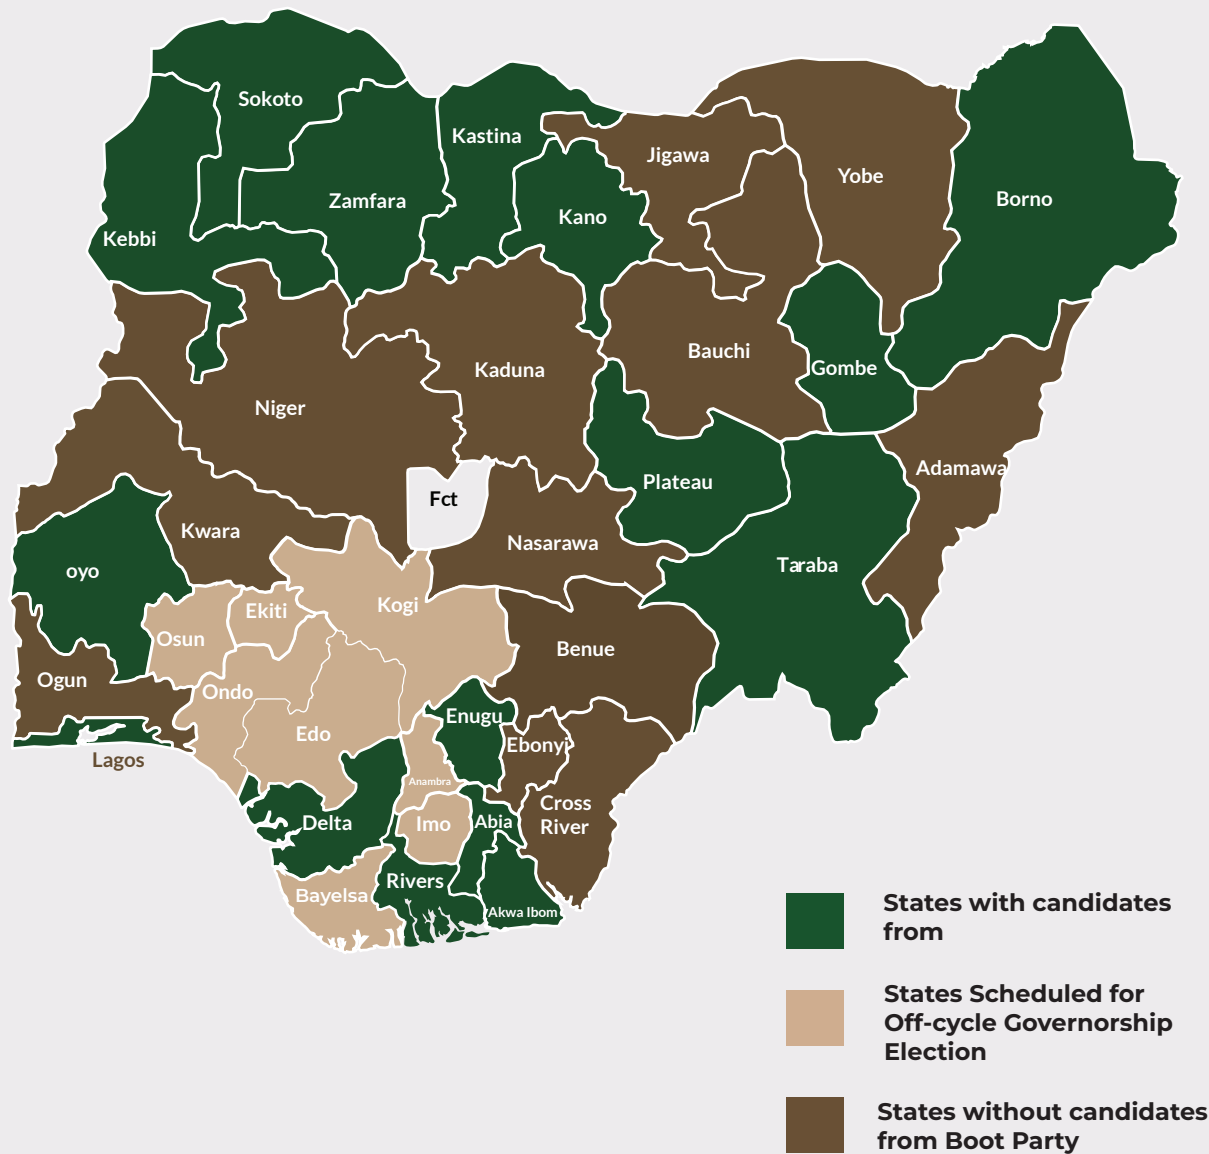 Sokoto
Kastina
Jigawa
Yobe
Borno
Zamfara
Kano
Kebbi
Bauchi
Kaduna
Gombe
Niger
Adamawa
Plateau
Fct
Kwara
Nasarawa
Taraba
oyo
Kogi
Ekiti
Osun
Benue
Ogun
Ondo
Enugu
Edo
Ebonyi
Lagos
Anambra
Cross
River
Delta
Imo
Abia
Rivers
Bayelsa
Akwa Ibom
States with candidates
from
States Scheduled for
Off-cycle Governorship
Election
States without candidates
from Boot Party